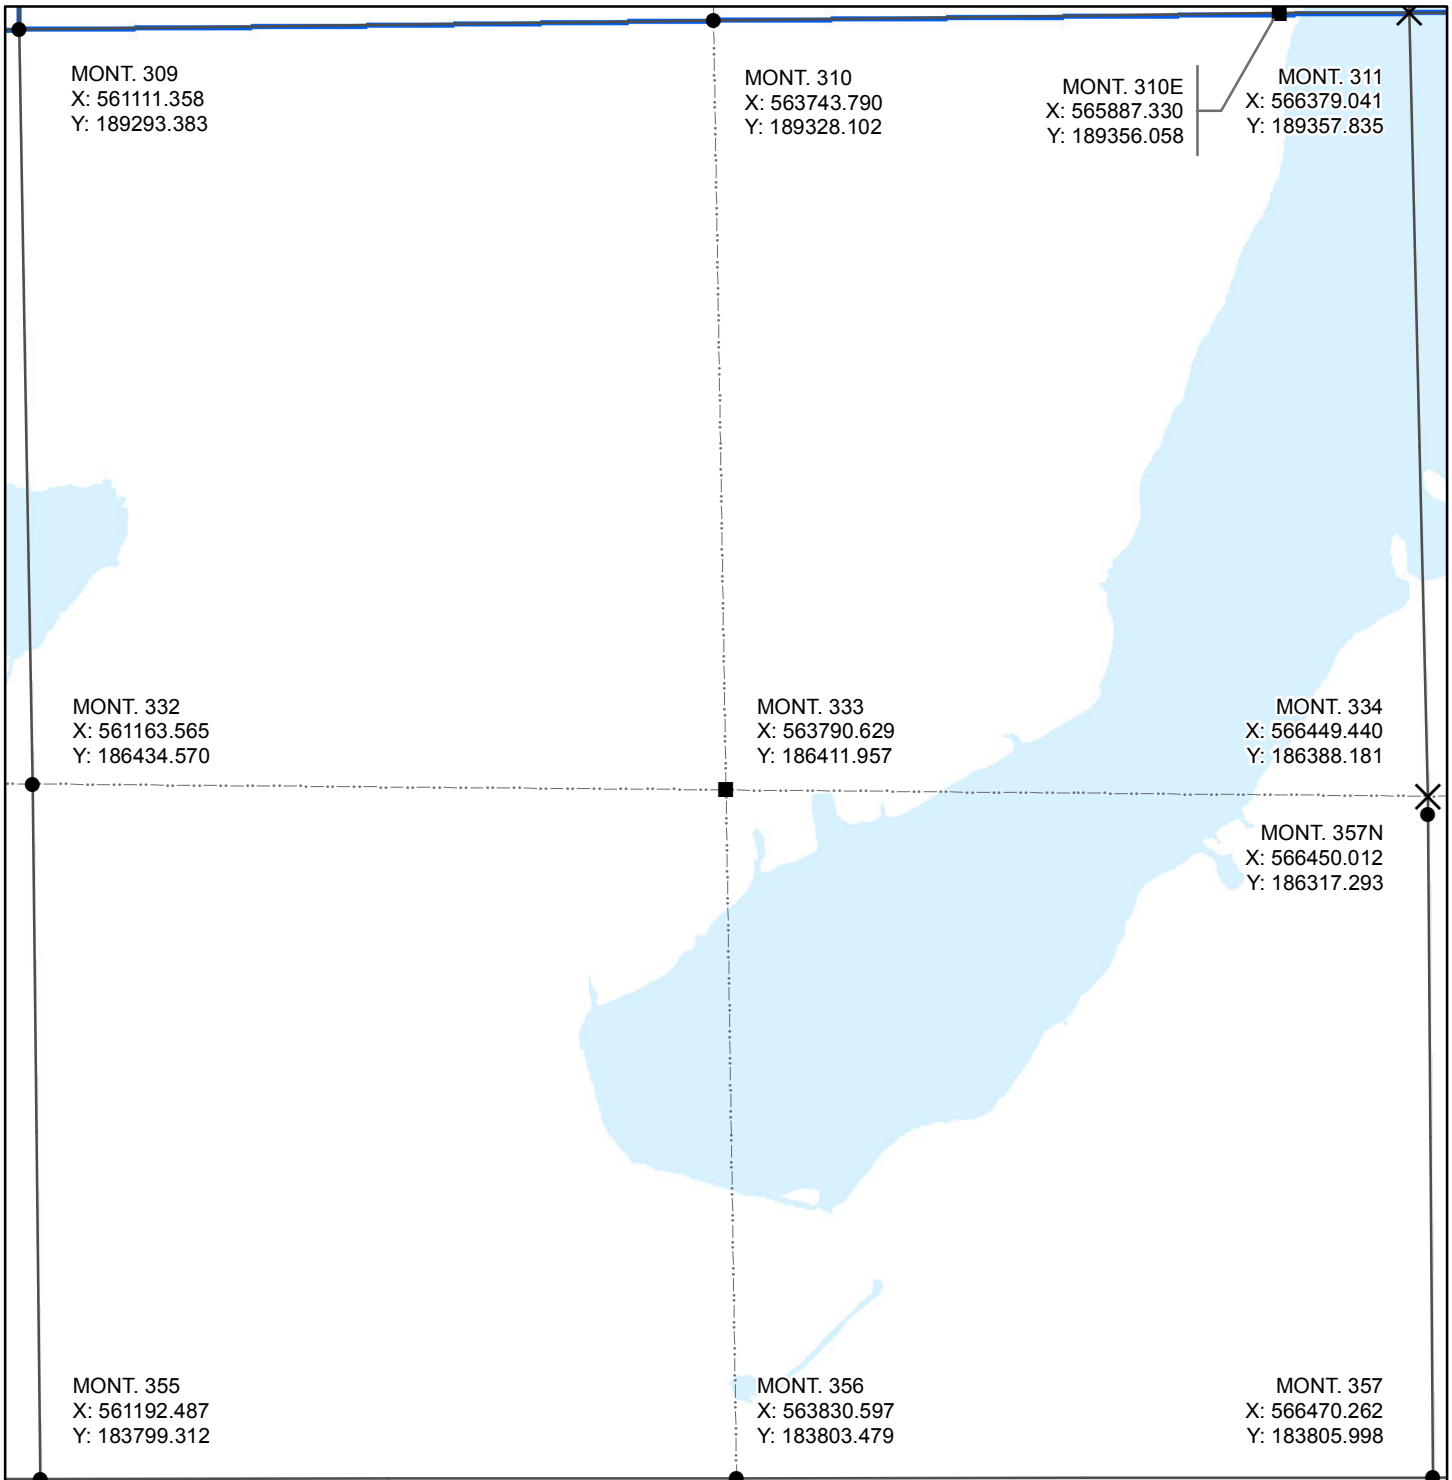 MONT. 309
X: 561111.358
Y: 189293.383
MONT. 310
X: 563743.790
Y: 189328.102
MONT. 310E
X: 565887.330
Y: 189356.058
MONT. 311
X: 566379.041
Y: 189357.835
MONT. 332
X: 561163.565
Y: 186434.570
MONT. 333
X: 563790.629
Y: 186411.957
MONT. 334
X: 566449.440
Y: 186388.181
MONT. 357N
X: 566450.012
Y: 186317.293
MONT. 355
X: 561192.487
Y: 183799.312
MONT. 356
X: 563830.597
Y: 183803.479
MONT. 357
X: 566470.262
Y: 183805.998